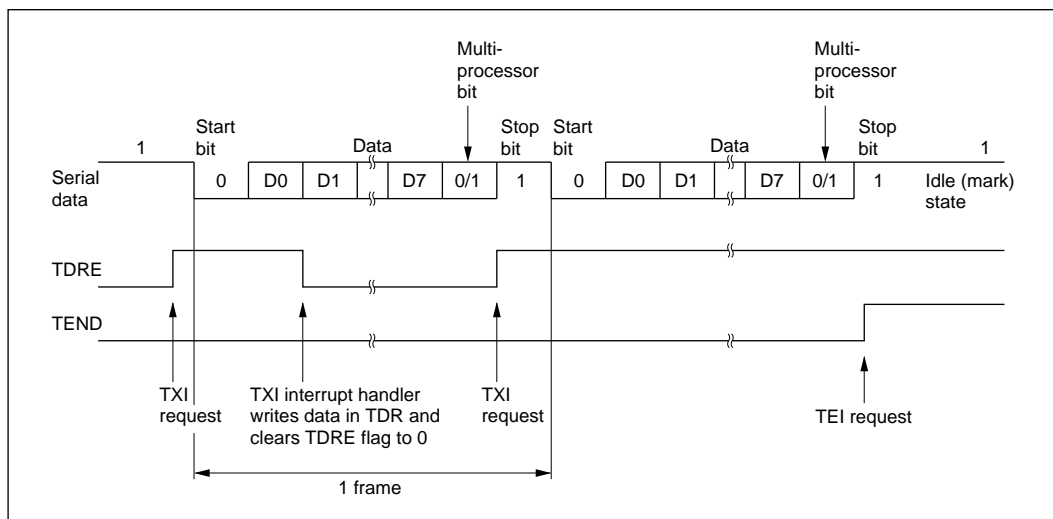 Multi-
processor
bit
Multi-
processor
bit
1
Start
bit
Data
Stop
bit
Start
bit
Data
Stop
bit
1
Serial
data
0
D0
D1
D7
0/1
1
0
D0
D1
D7
0/1
1
Idle (mark)
state
TDRE
TEND
TXI
request
TXI interrupt handler
writes data in TDR and
clears TDRE flag to 0
TXI
request
TEI request
1 frame